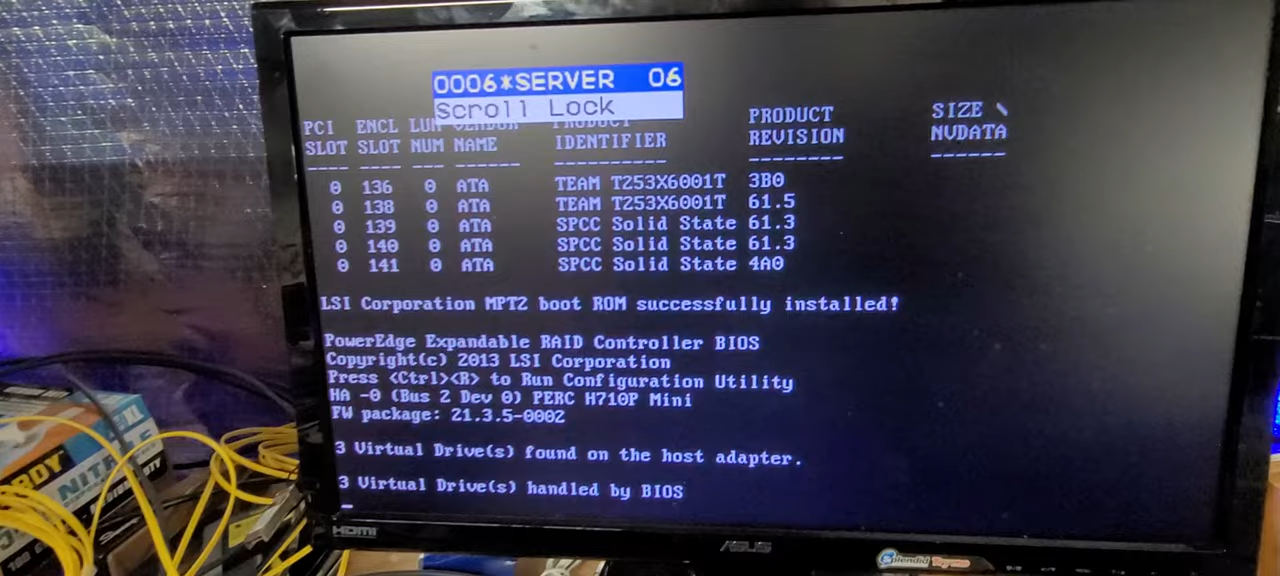 0006*SERVER 06
Scroll Lock
PCI ENCL LUN VENDOR PRODUCT PRODUCT SIZE \
SLOT SLOT NUM NAME IDENTIFIER REVISION NVDATA
---- ---- --- ------ ---------- -------- ------
0 136 0 ATA TEAM T253X6001T 3B0
0 138 0 ATA TEAM T253X6001T 61.5
0 139 0 ATA SPCC Solid State 61.3
0 140 0 ATA SPCC Solid State 61.3
0 141 0 ATA SPCC Solid State 4A0
LSI Corporation MPT2 boot ROM successfully installed!
PowerEdge Expandable RAID Controller BIOS
Copyright(c) 2013 LSI Corporation
Press <Ctrl><R> to Run Configuration Utility
HA -0 (Bus 2 Dev 0) PERC H710P Mini
FW package: 21.3.5-0002
3 Virtual Drive(s) found on the host adapter.
3 Virtual Drive(s) handled by BIOS
HDMI
ASUS
Splendid